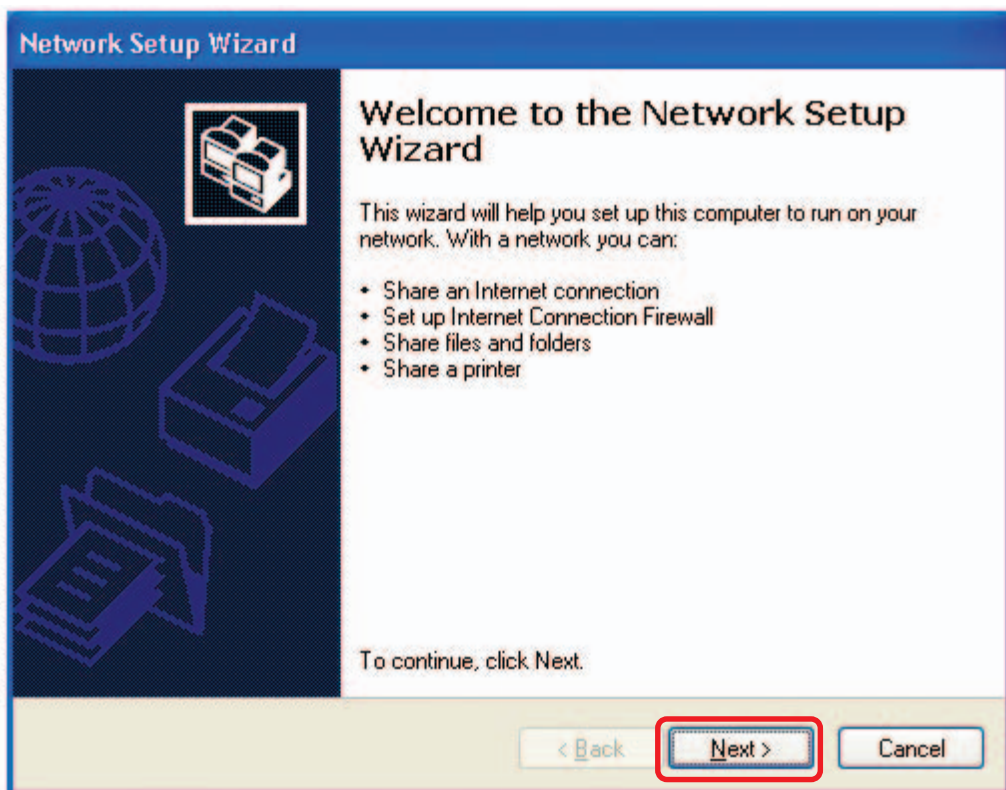 Network Setup Wizard
Welcome to the Network Setup
Wizard
This wizard will help you set up this computer to run on your
network. With a network you can:
• Share an Internet connection
• Set up Internet Connection Firewall
• Share files and folders
• Share a printer
To continue, click Next.
< Back Next > Cancel